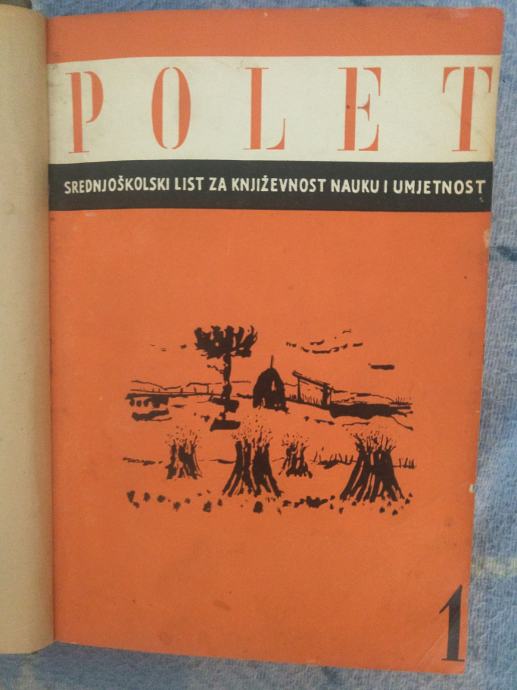 POLET
SREDNJOŠKOLSKI LIST ZA KNJIŽEVNOST NAUKU I UMJETNOST
1